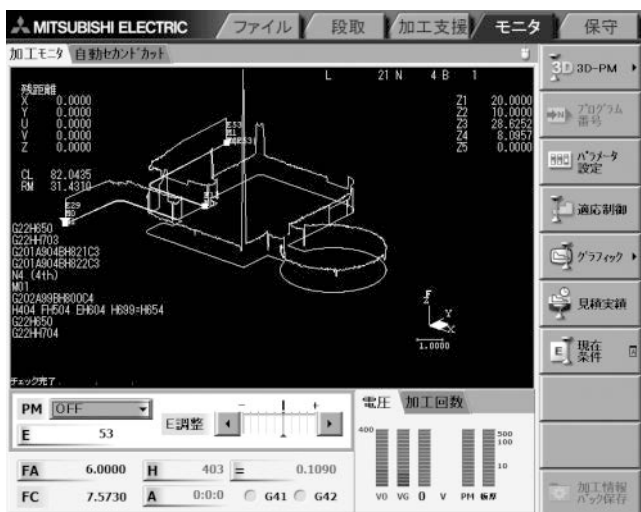 MITSUBISHI ELECTRIC
ファイル
段取
加工支援
モニタ
保守
加工モニタ
自動セカンドカット
L 21 N 4 B 1
残距離
X 0.0000
Y 0.0000
U 0.0000
V 0.0000
Z 0.0000
CL 82.0435
RM 31.4310
Z1 20.0000
Z2 10.0000
Z3 28.6252
Z4 8.0957
Z5 0.0000
E53
E29
G22H650
G22HH703
G201A904BH821C3
G201A904BH822C3
N4 (4th)
M01
G202A99BH800C4
H404 FH504 EH604 H699=H654
G22H650
G22HH704
Z
Y
X
1.0000
チェック完了
3D 3D-PM
プログラム
番号
パラメータ
設定
適応制御
グラフィック
見積実績
E 現在
条件
加工情報
パック保存
PM OFF
E調整
- +
E 53
FA 6.0000 H 403 = 0.1090
FC 7.5730 A 0:0:0 G41 G42
電圧
加工回数
400
500
100
10
V0 VG 0 V PM 板厚